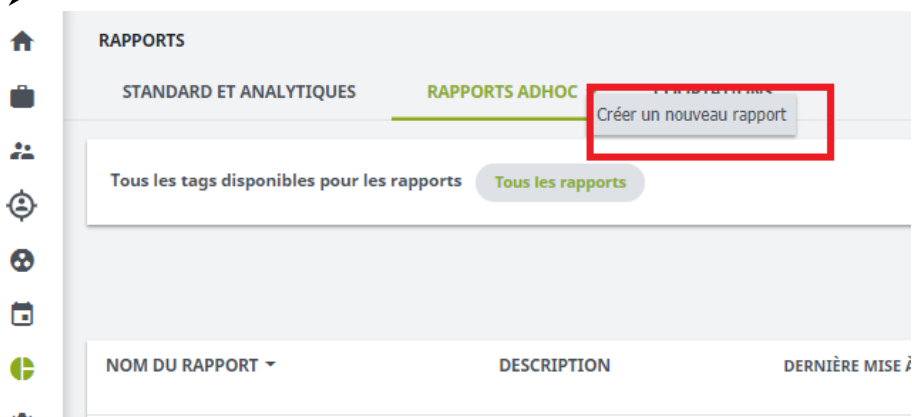 RAPPORTS
STANDARD ET ANALYTIQUES RAPPORTS ADHOC
Créer un nouveau rapport
Tous les tags disponibles pour les rapports Tous les rapports
NOM DU RAPPORT DESCRIPTION DERNIÈRE MISE À